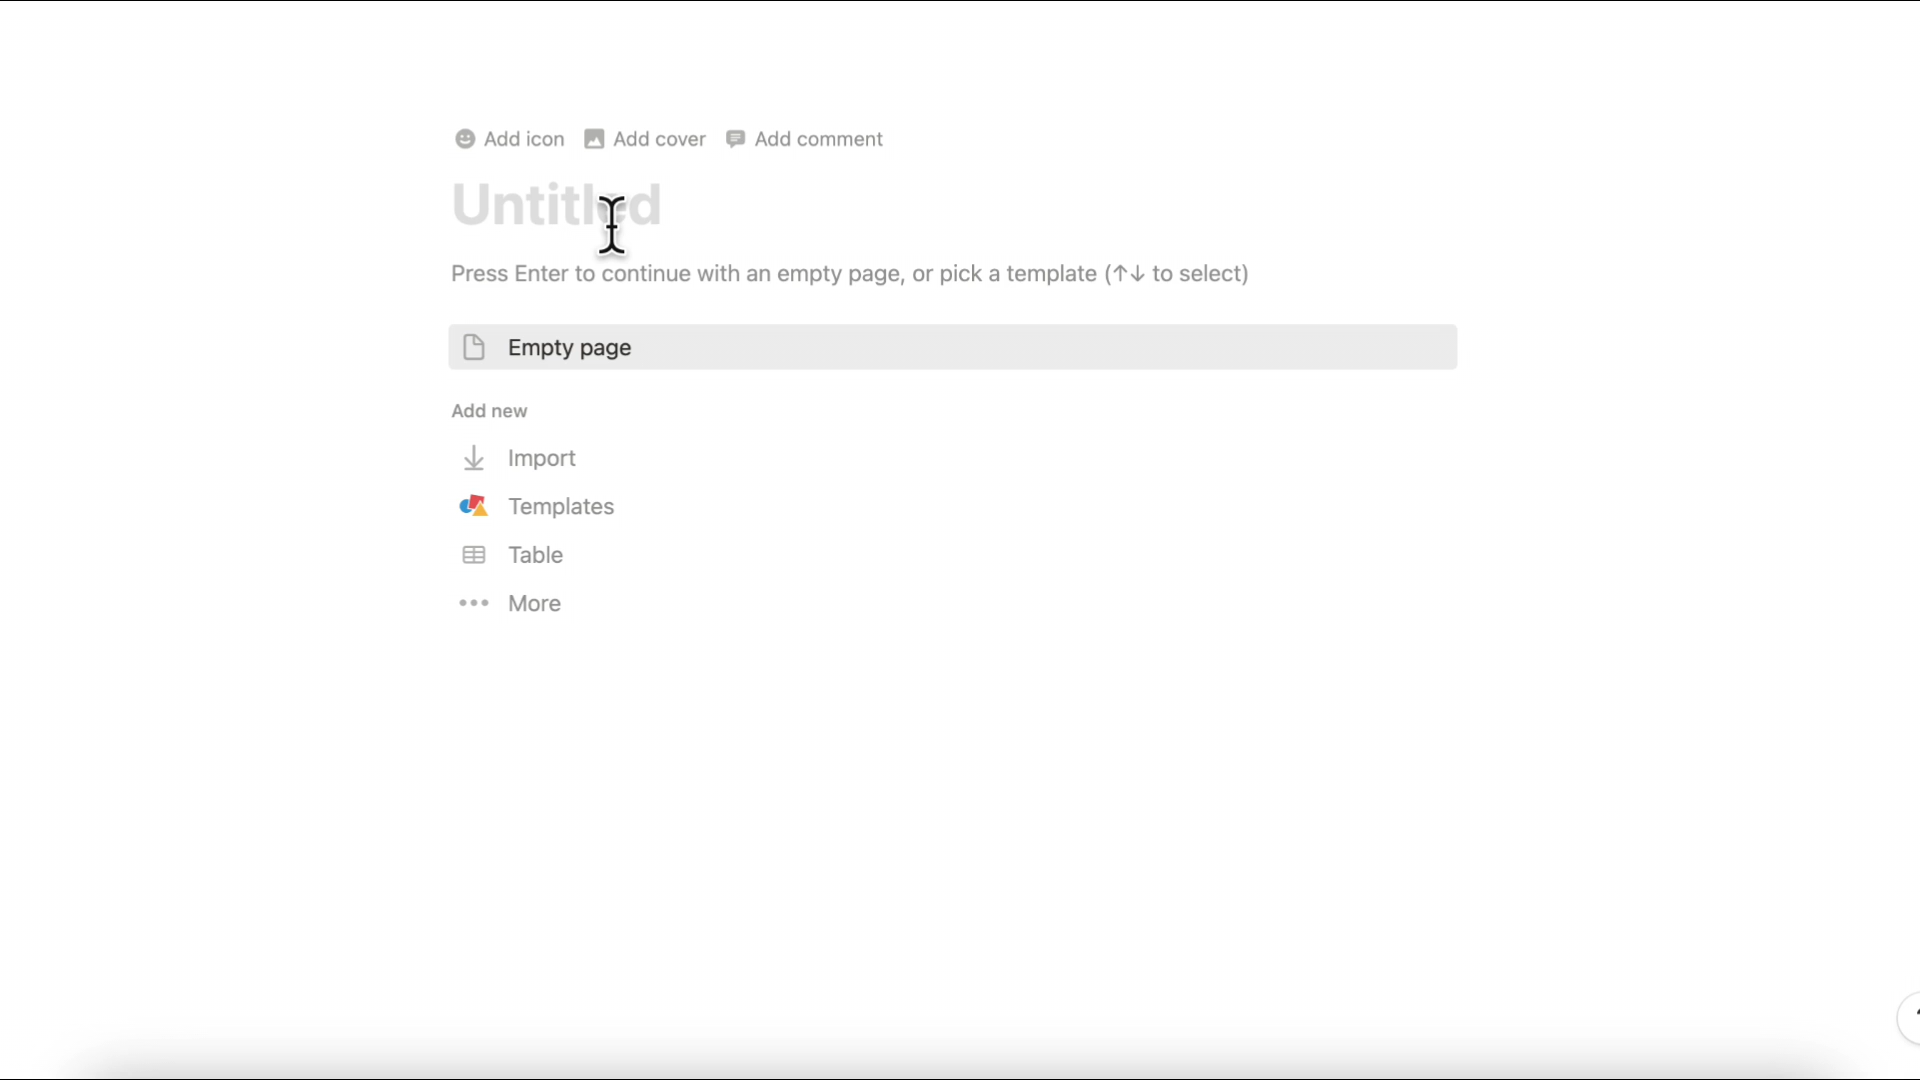 Add icon Add cover Add comment
Untitled
Press Enter to continue with an empty page, or pick a template (↑↓ to select)
Empty page
Add new
Import
Templates
Table
More